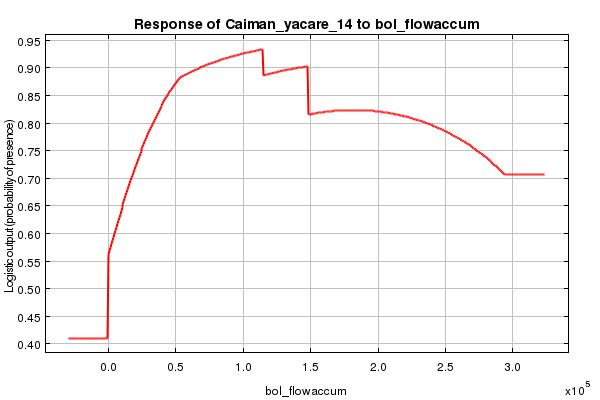 Response of Caiman_yacare_14 to bol_flowaccum
Logistic output (probability of presence)
0.95
0.90
0.85
0.80
0.75
0.70
0.65
0.60
0.55
0.50
0.45
0.40
0.0 0.5 1.0 1.5 2.0 2.5 3.0
bol_flowaccum
x10^5